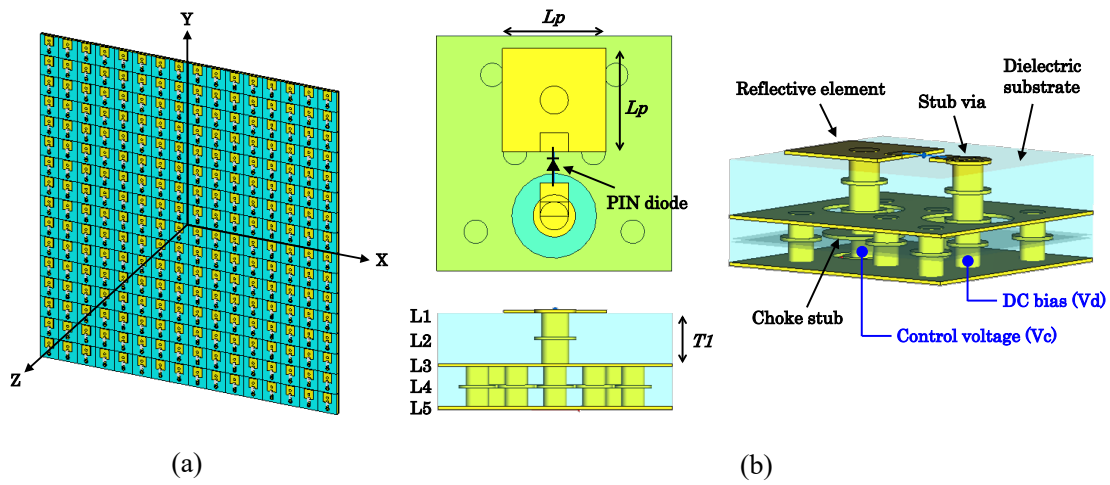 Y
X
Z
(a)
Lp
Lp
PIN diode
L1
L2
L3
L4
L5
T1
Reflective element
Stub via
Dielectric
substrate
Choke stub
DC bias (Vd)
Control voltage (Vc)
(b)